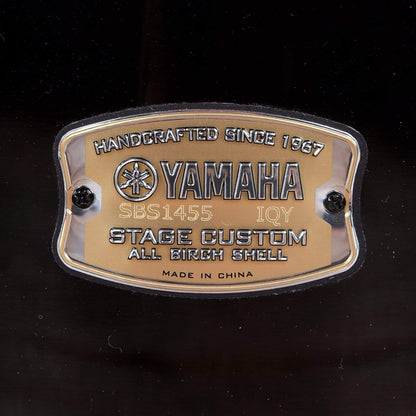 HANDCRAFTED SINCE 1967
YAMAHA
SBS1455 IQY
STAGE CUSTOM
ALL BIRCH SHELL
MADE IN CHINA